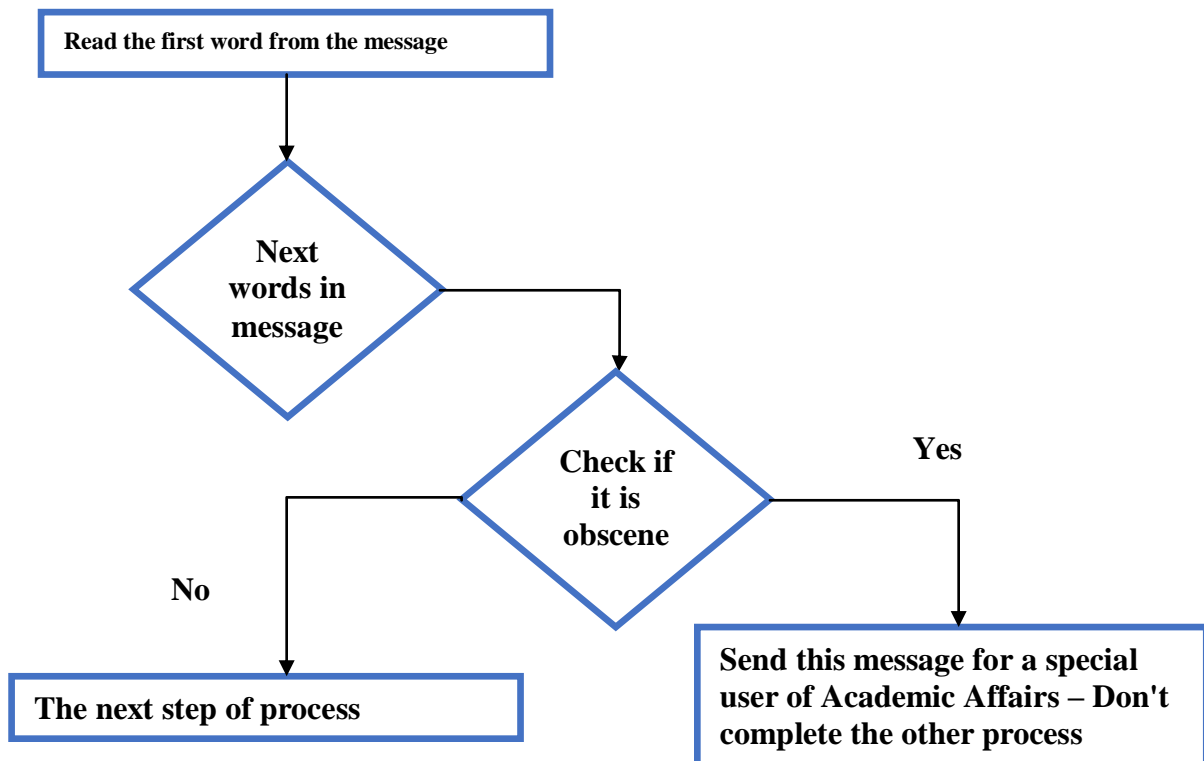 Read the first word from the message
Next
words in
message
Check if
it is
obscene
Yes
No
Send this message for a special
user of Academic Affairs – Don't
complete the other process
The next step of process